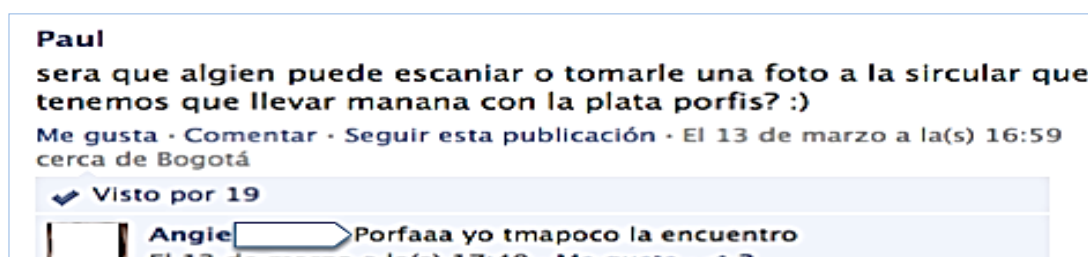 Paul
sera que algien puede escaniar o tomarle una foto a la sircular que
tenemos que llevar manana con la plata porfis? :)
Me gusta · Comentar · Seguir esta publicación · El 13 de marzo a la(s) 16:59
cerca de Bogotá
Visto por 19
Angie Porfaaa yo tmapoco la encuentro